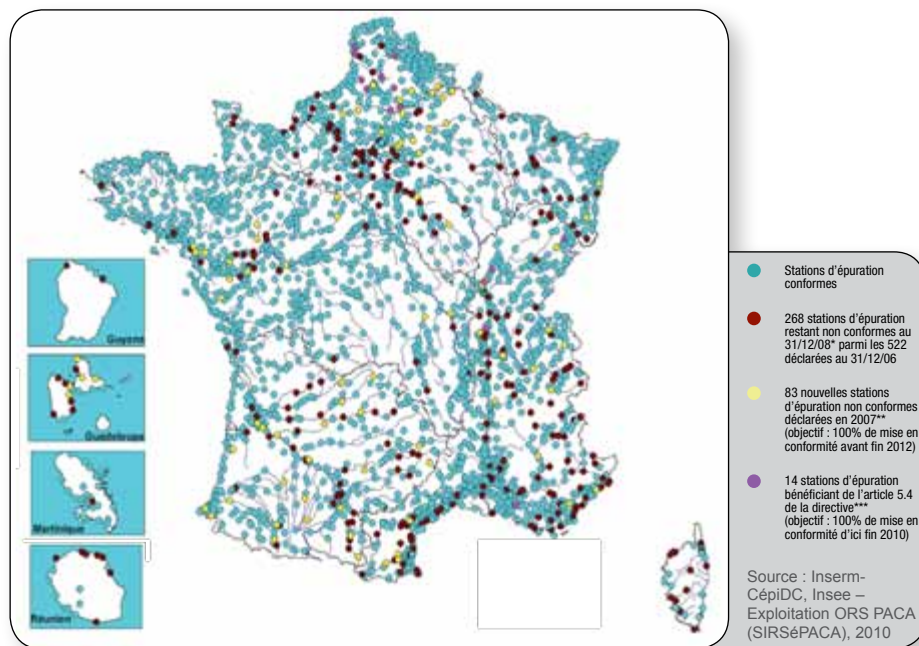 Guyane
Guadeloupe
Martinique
Réunion
Stations d'épuration
conformes
268 stations d'épuration
restant non conformes au
31/12/08* parmi les 522
déclarées au 31/12/06
83 nouvelles stations
d'épuration non conformes
déclarées en 2007**
(objectif : 100% de mise en
conformité avant fin 2012)
14 stations d'épuration
bénéficiant de l'article 5.4
de la directive***
(objectif : 100% de mise en
conformité d'ici fin 2010)
Source : Inserm-
CépiDC, Insee –
Exploitation ORS PACA
(SIRSéPACA), 2010